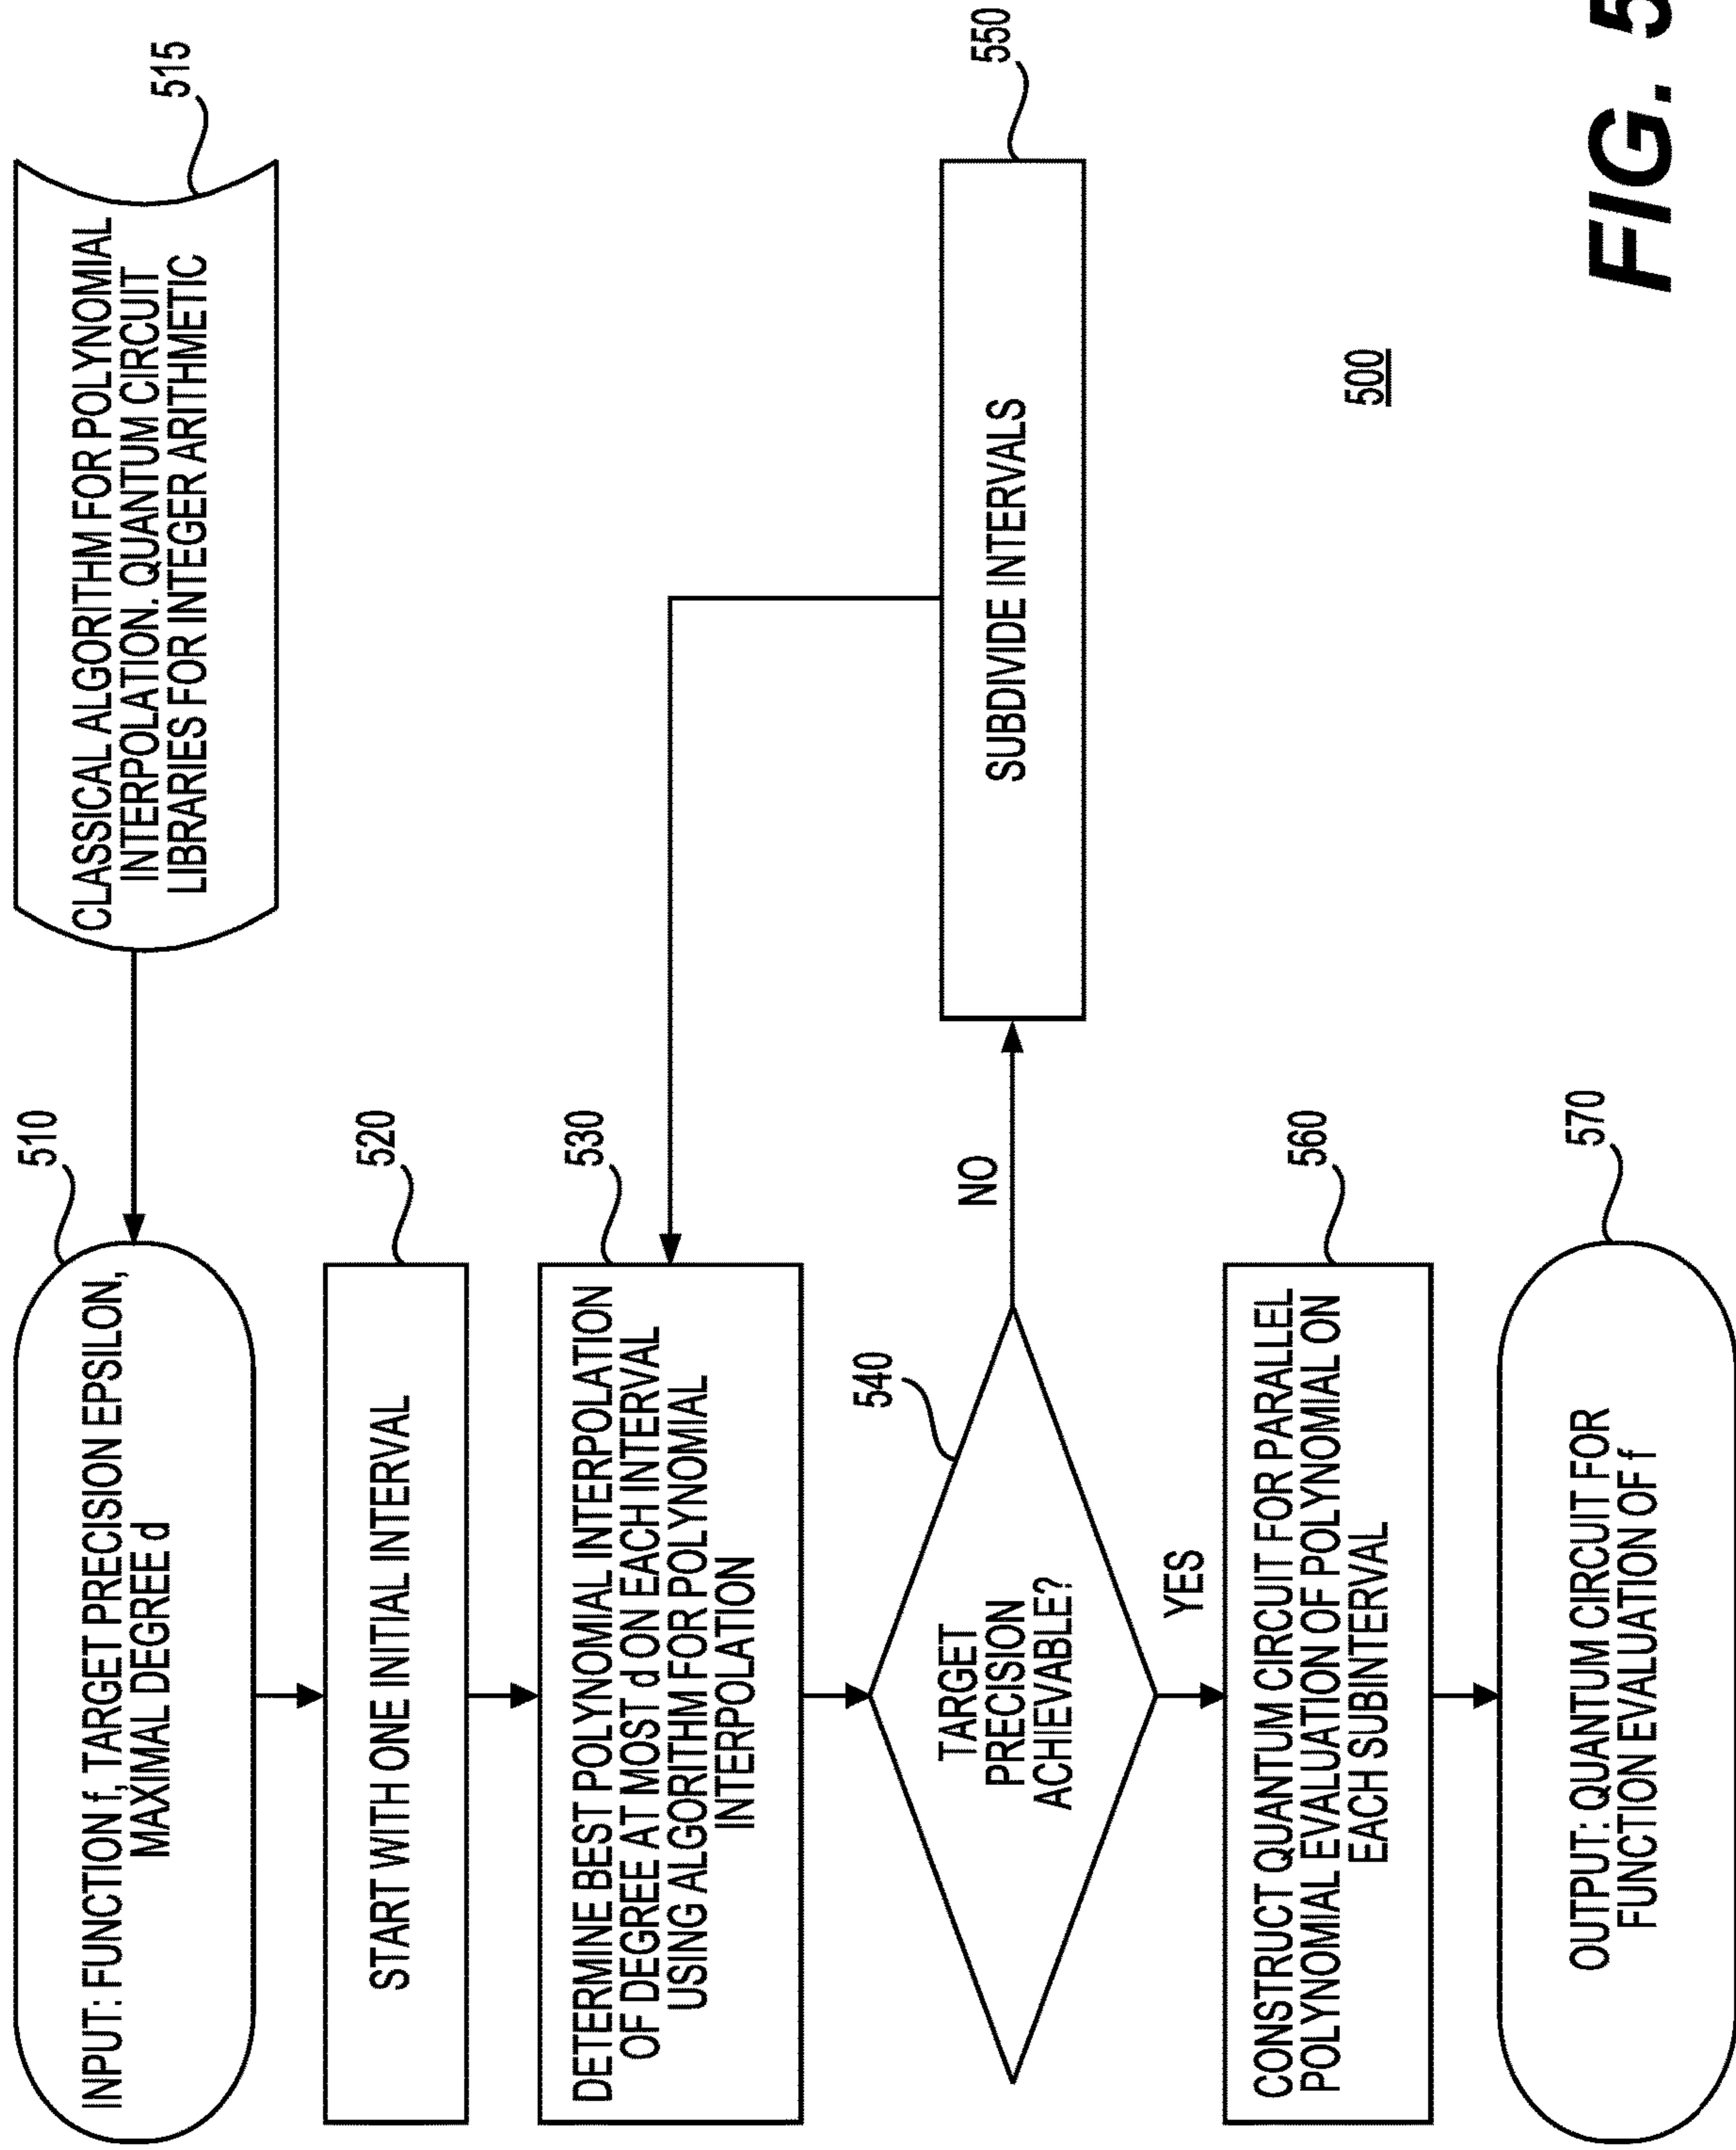 510
INPUT: FUNCTION f, TARGET PRECISION EPSILON,
MAXIMAL DEGREE d
515
CLASSICAL ALGORITHM FOR POLYNOMIAL
INTERPOLATION. QUANTUM CIRCUIT
LIBRARIES FOR INTEGER ARITHMETIC
520
START WITH ONE INITIAL INTERVAL
530
DETERMINE BEST POLYNOMIAL INTERPOLATION
OF DEGREE AT MOST d ON EACH INTERVAL
USING ALGORITHM FOR POLYNOMIAL
INTERPOLATION
540
TARGET
PRECISION
ACHIEVABLE?
NO
550
SUBDIVIDE INTERVALS
YES
560
CONSTRUCT QUANTUM CIRCUIT FOR PARALLEL
POLYNOMIAL EVALUATION OF POLYNOMIAL ON
EACH SUBINTERVAL
570
OUTPUT: QUANTUM CIRCUIT FOR
FUNCTION EVALUATION OF f
500
FIG. 5